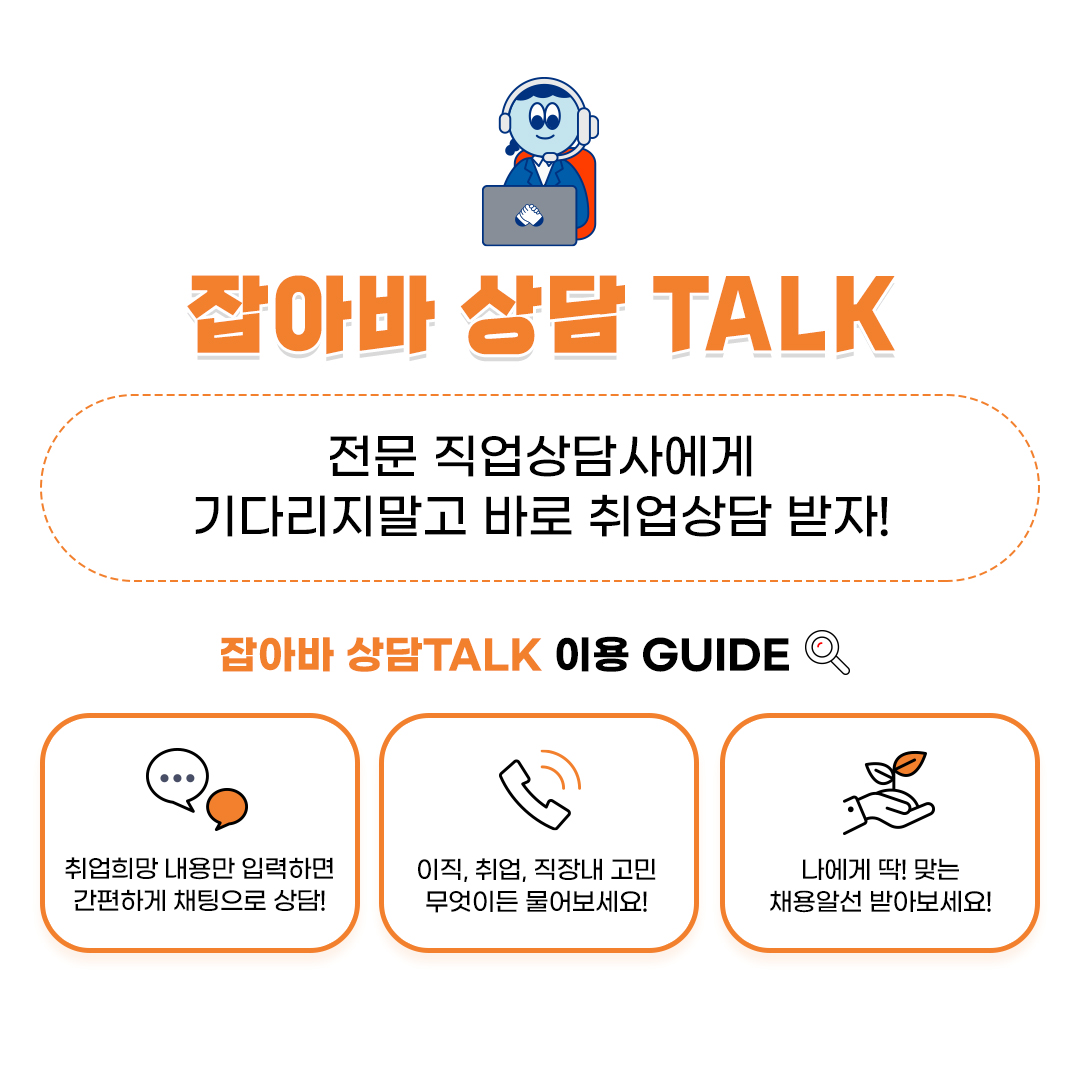 잡아바 상담 TALK
전문 직업상담사에게
기다리지말고 바로 취업상담 받자!
잡아바 상담TALK 이용 GUIDE
취업희망 내용만 입력하면
간편하게 채팅으로 상담!
이직, 취업, 직장내 고민
무엇이든 물어보세요!
나에게 딱! 맞는
채용알선 받아보세요!